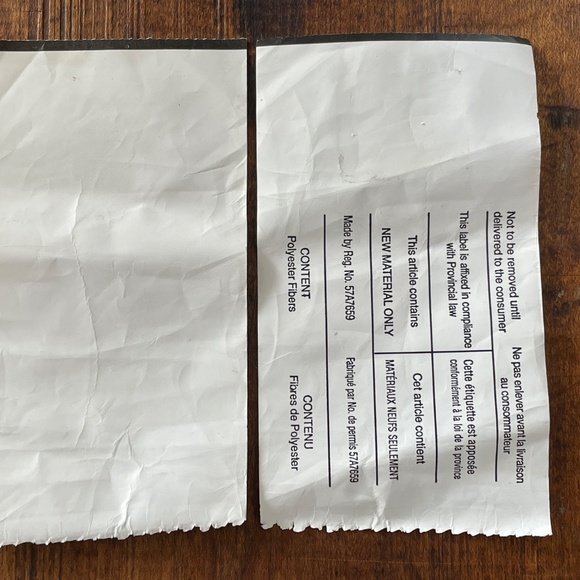 Not to be removed until
delivered to the consumer
Ne pas enlever avant la livraison
au consommateur
This label is affixed in compliance
with Provincial law
Cette étiquette est apposée
conformément à la loi de la province
This article contains
NEW MATERIAL ONLY
Cet article contient
MATÉRIAUX NEUFS SEULEMENT
Made by Reg. No. 57A7659
Fabriqué par No. de permis 57A7659
CONTENT
Polyester Fibers
CONTENU
Fibres de Polyester